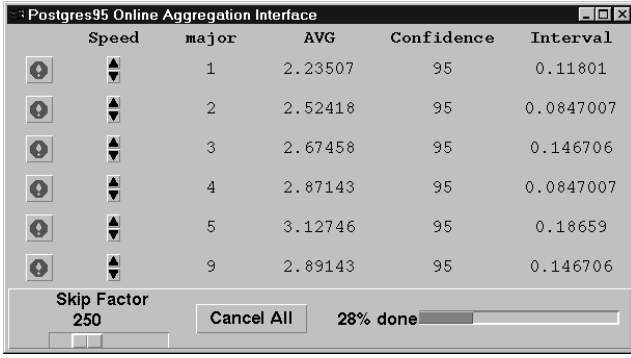 Postgres95 Online Aggregation Interface
Speed major AVG Confidence Interval
1 2.23507 95 0.11801
2 2.52418 95 0.0847007
3 2.67458 95 0.146706
4 2.87143 95 0.0847007
5 3.12746 95 0.18659
9 2.89143 95 0.146706
Skip Factor
250
Cancel All
28% done